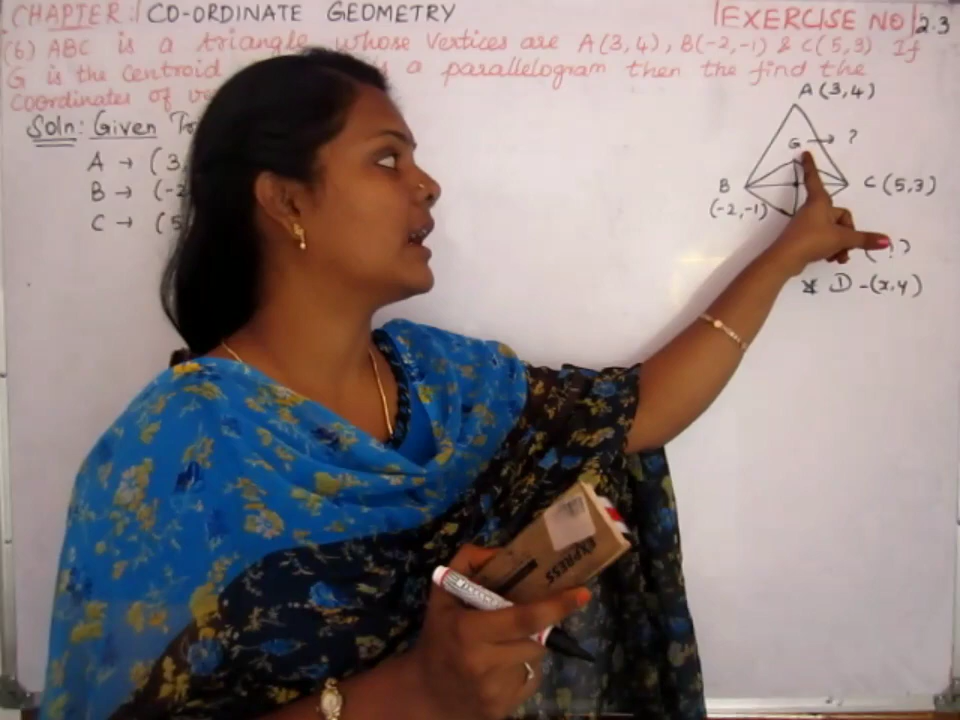 CHAPTER: CO-ORDINATE GEOMETRY
EXERCISE NO 2.3
(6) ABC is a triangle whose vertices are A(3,4), B(-2,-1) & C(5,3) If
G is the centroid a parallelogram then the find the
Coordinates of
Soln: Given
A → (3,
B → (-2
C → (5
A (3,4)
G → ?
B
C (5,3)
(-2,-1)
D -(x,y)
EXPRESS